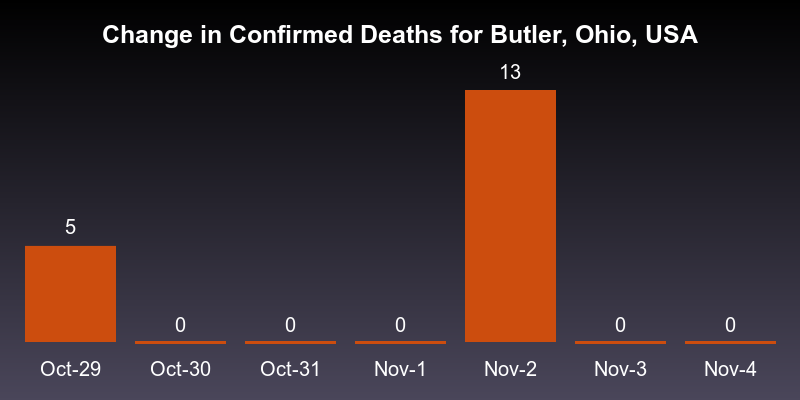 Change in Confirmed Deaths for Butler, Ohio, USA
13
5
0 0 0 0 0
Oct-29 Oct-30 Oct-31 Nov-1 Nov-2 Nov-3 Nov-4